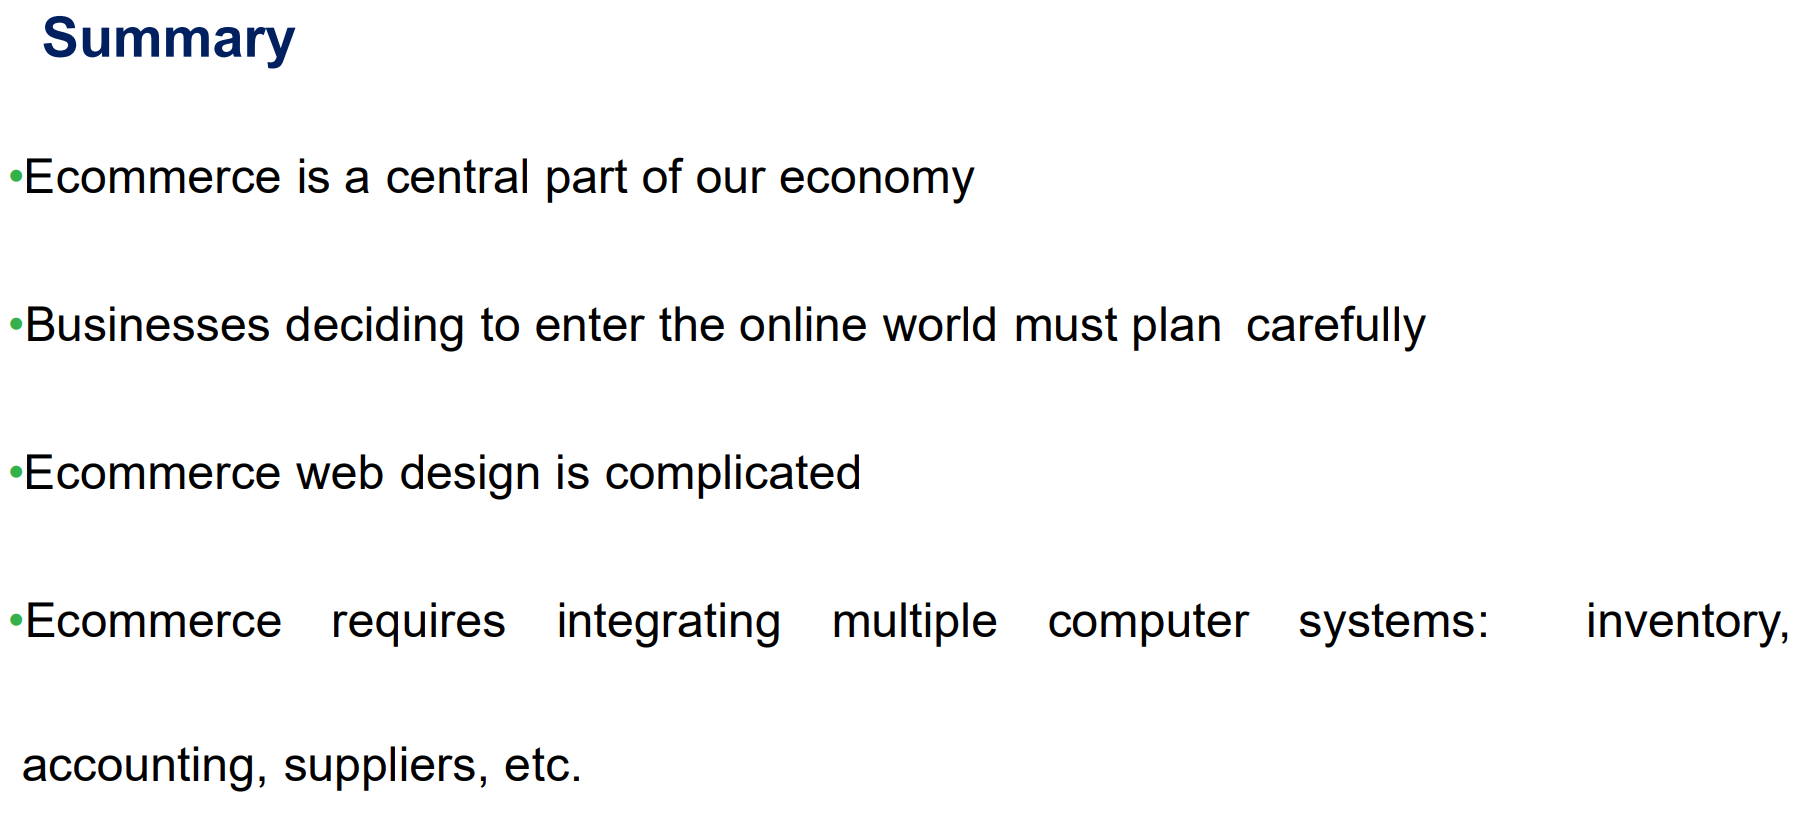 Summary
•Ecommerce is a central part of our economy
•Businesses deciding to enter the online world must plan carefully
•Ecommerce web design is complicated
•Ecommerce requires integrating multiple computer systems: inventory,
accounting, suppliers, etc.